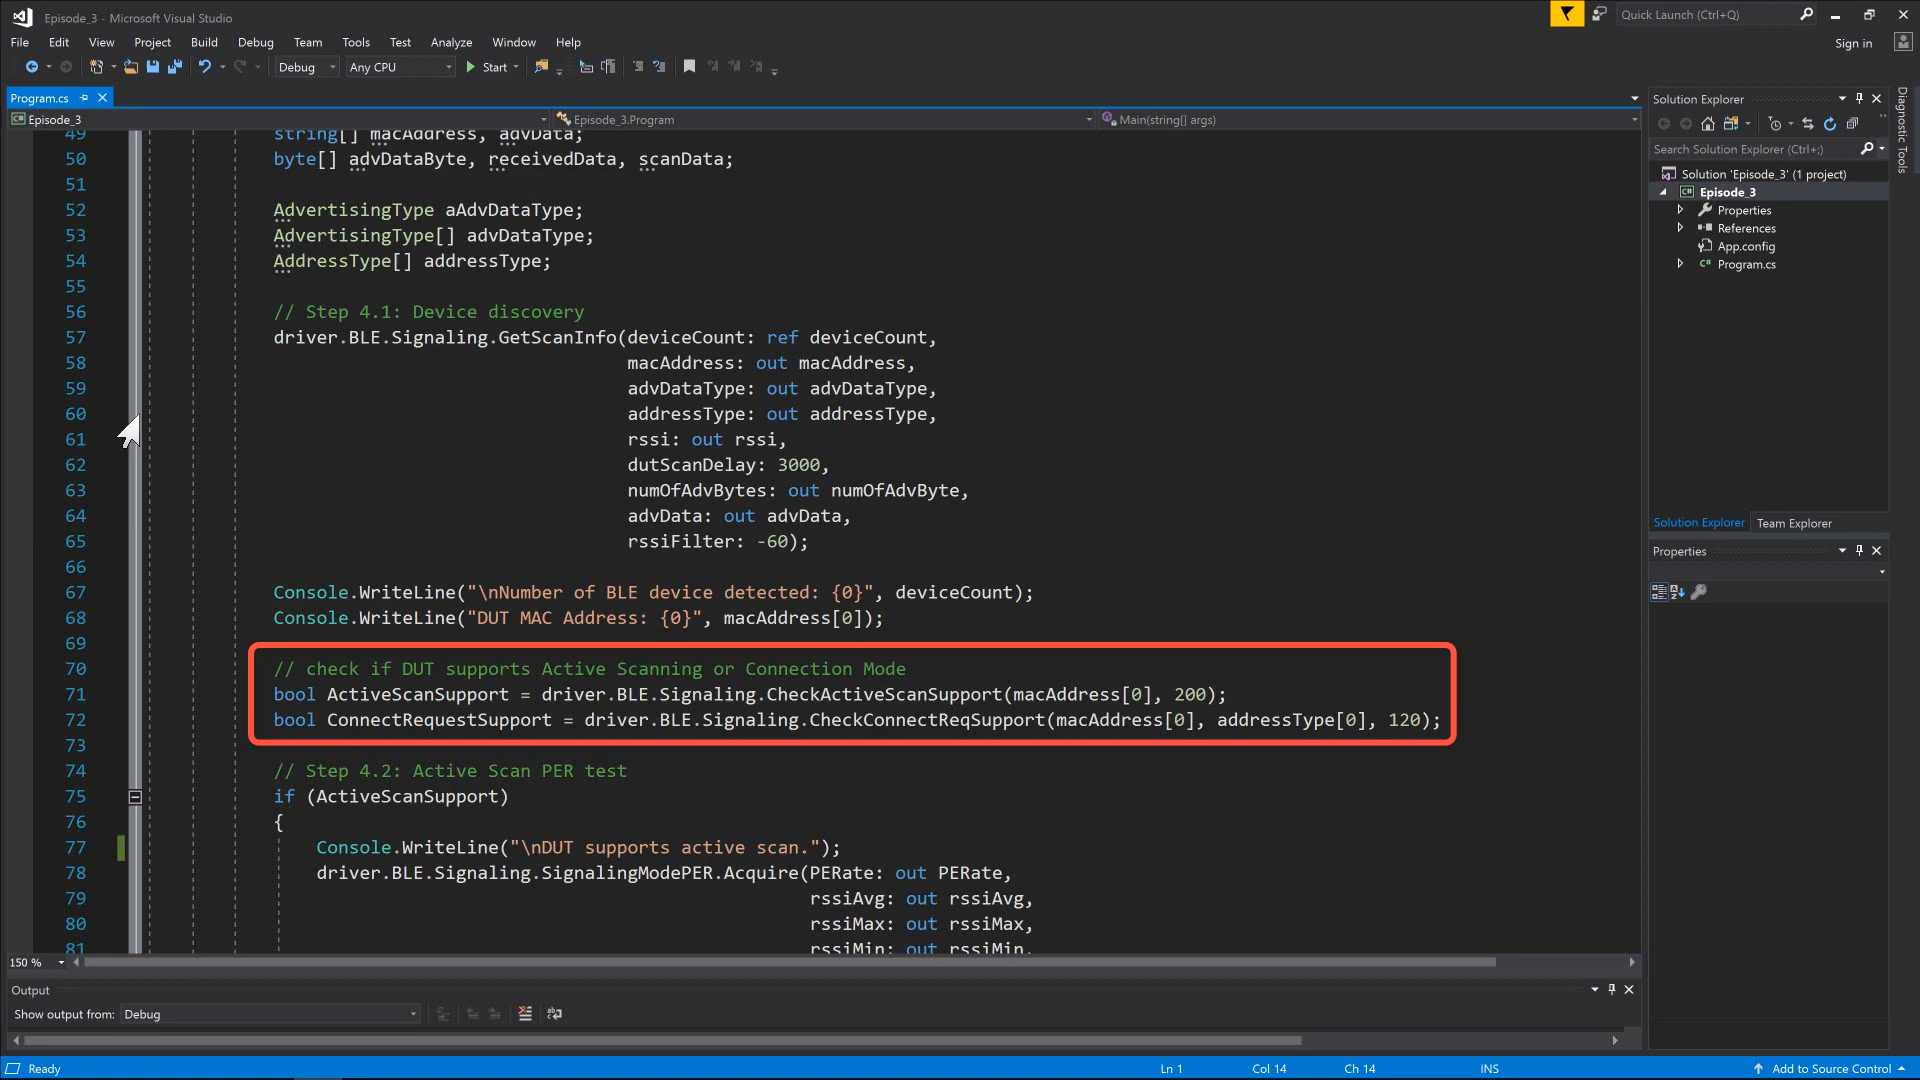 Episode_3 - Microsoft Visual Studio
Quick Launch (Ctrl+Q)
File Edit View Project Build Debug Team Tools Test Analyze Window Help
Sign in
Debug Any CPU Start
Program.cs
Episode_3 Episode_3.Program Main(string[] args)
49 string[] macAddress, advData;
50 byte[] advDataByte, receivedData, scanData;
51
52 AdvertisingType aAdvDataType;
53 AdvertisingType[] advDataType;
54 AddressType[] addressType;
55
56 // Step 4.1: Device discovery
57 driver.BLE.Signaling.GetScanInfo(deviceCount: ref deviceCount,
58 macAddress: out macAddress,
59 advDataType: out advDataType,
60 addressType: out addressType,
61 rssi: out rssi,
62 dutScanDelay: 3000,
63 numOfAdvBytes: out numOfAdvByte,
64 advData: out advData,
65 rssiFilter: -60);
66
67 Console.WriteLine("\nNumber of BLE device detected: {0}", deviceCount);
68 Console.WriteLine("DUT MAC Address: {0}", macAddress[0]);
69
70 // check if DUT supports Active Scanning or Connection Mode
71 bool ActiveScanSupport = driver.BLE.Signaling.CheckActiveScanSupport(macAddress[0], 200);
72 bool ConnectRequestSupport = driver.BLE.Signaling.CheckConnectReqSupport(macAddress[0], addressType[0], 120);
73
74 // Step 4.2: Active Scan PER test
75 if (ActiveScanSupport)
76 {
77 Console.WriteLine("\nDUT supports active scan.");
78 driver.BLE.Signaling.SignalingModePER.Acquire(PERate: out PERate,
79 rssiAvg: out rssiAvg,
80 rssiMax: out rssiMax,
81 rssiMin: out rssiMin,
150 %
Output
Show output from: Debug
Solution Explorer
Search Solution Explorer (Ctrl+;)
Solution 'Episode_3' (1 project)
Episode_3
Properties
References
App.config
Program.cs
Solution Explorer Team Explorer
Properties
Diagnostic Tools
Ready Ln 1 Col 14 Ch 14 INS Add to Source Control